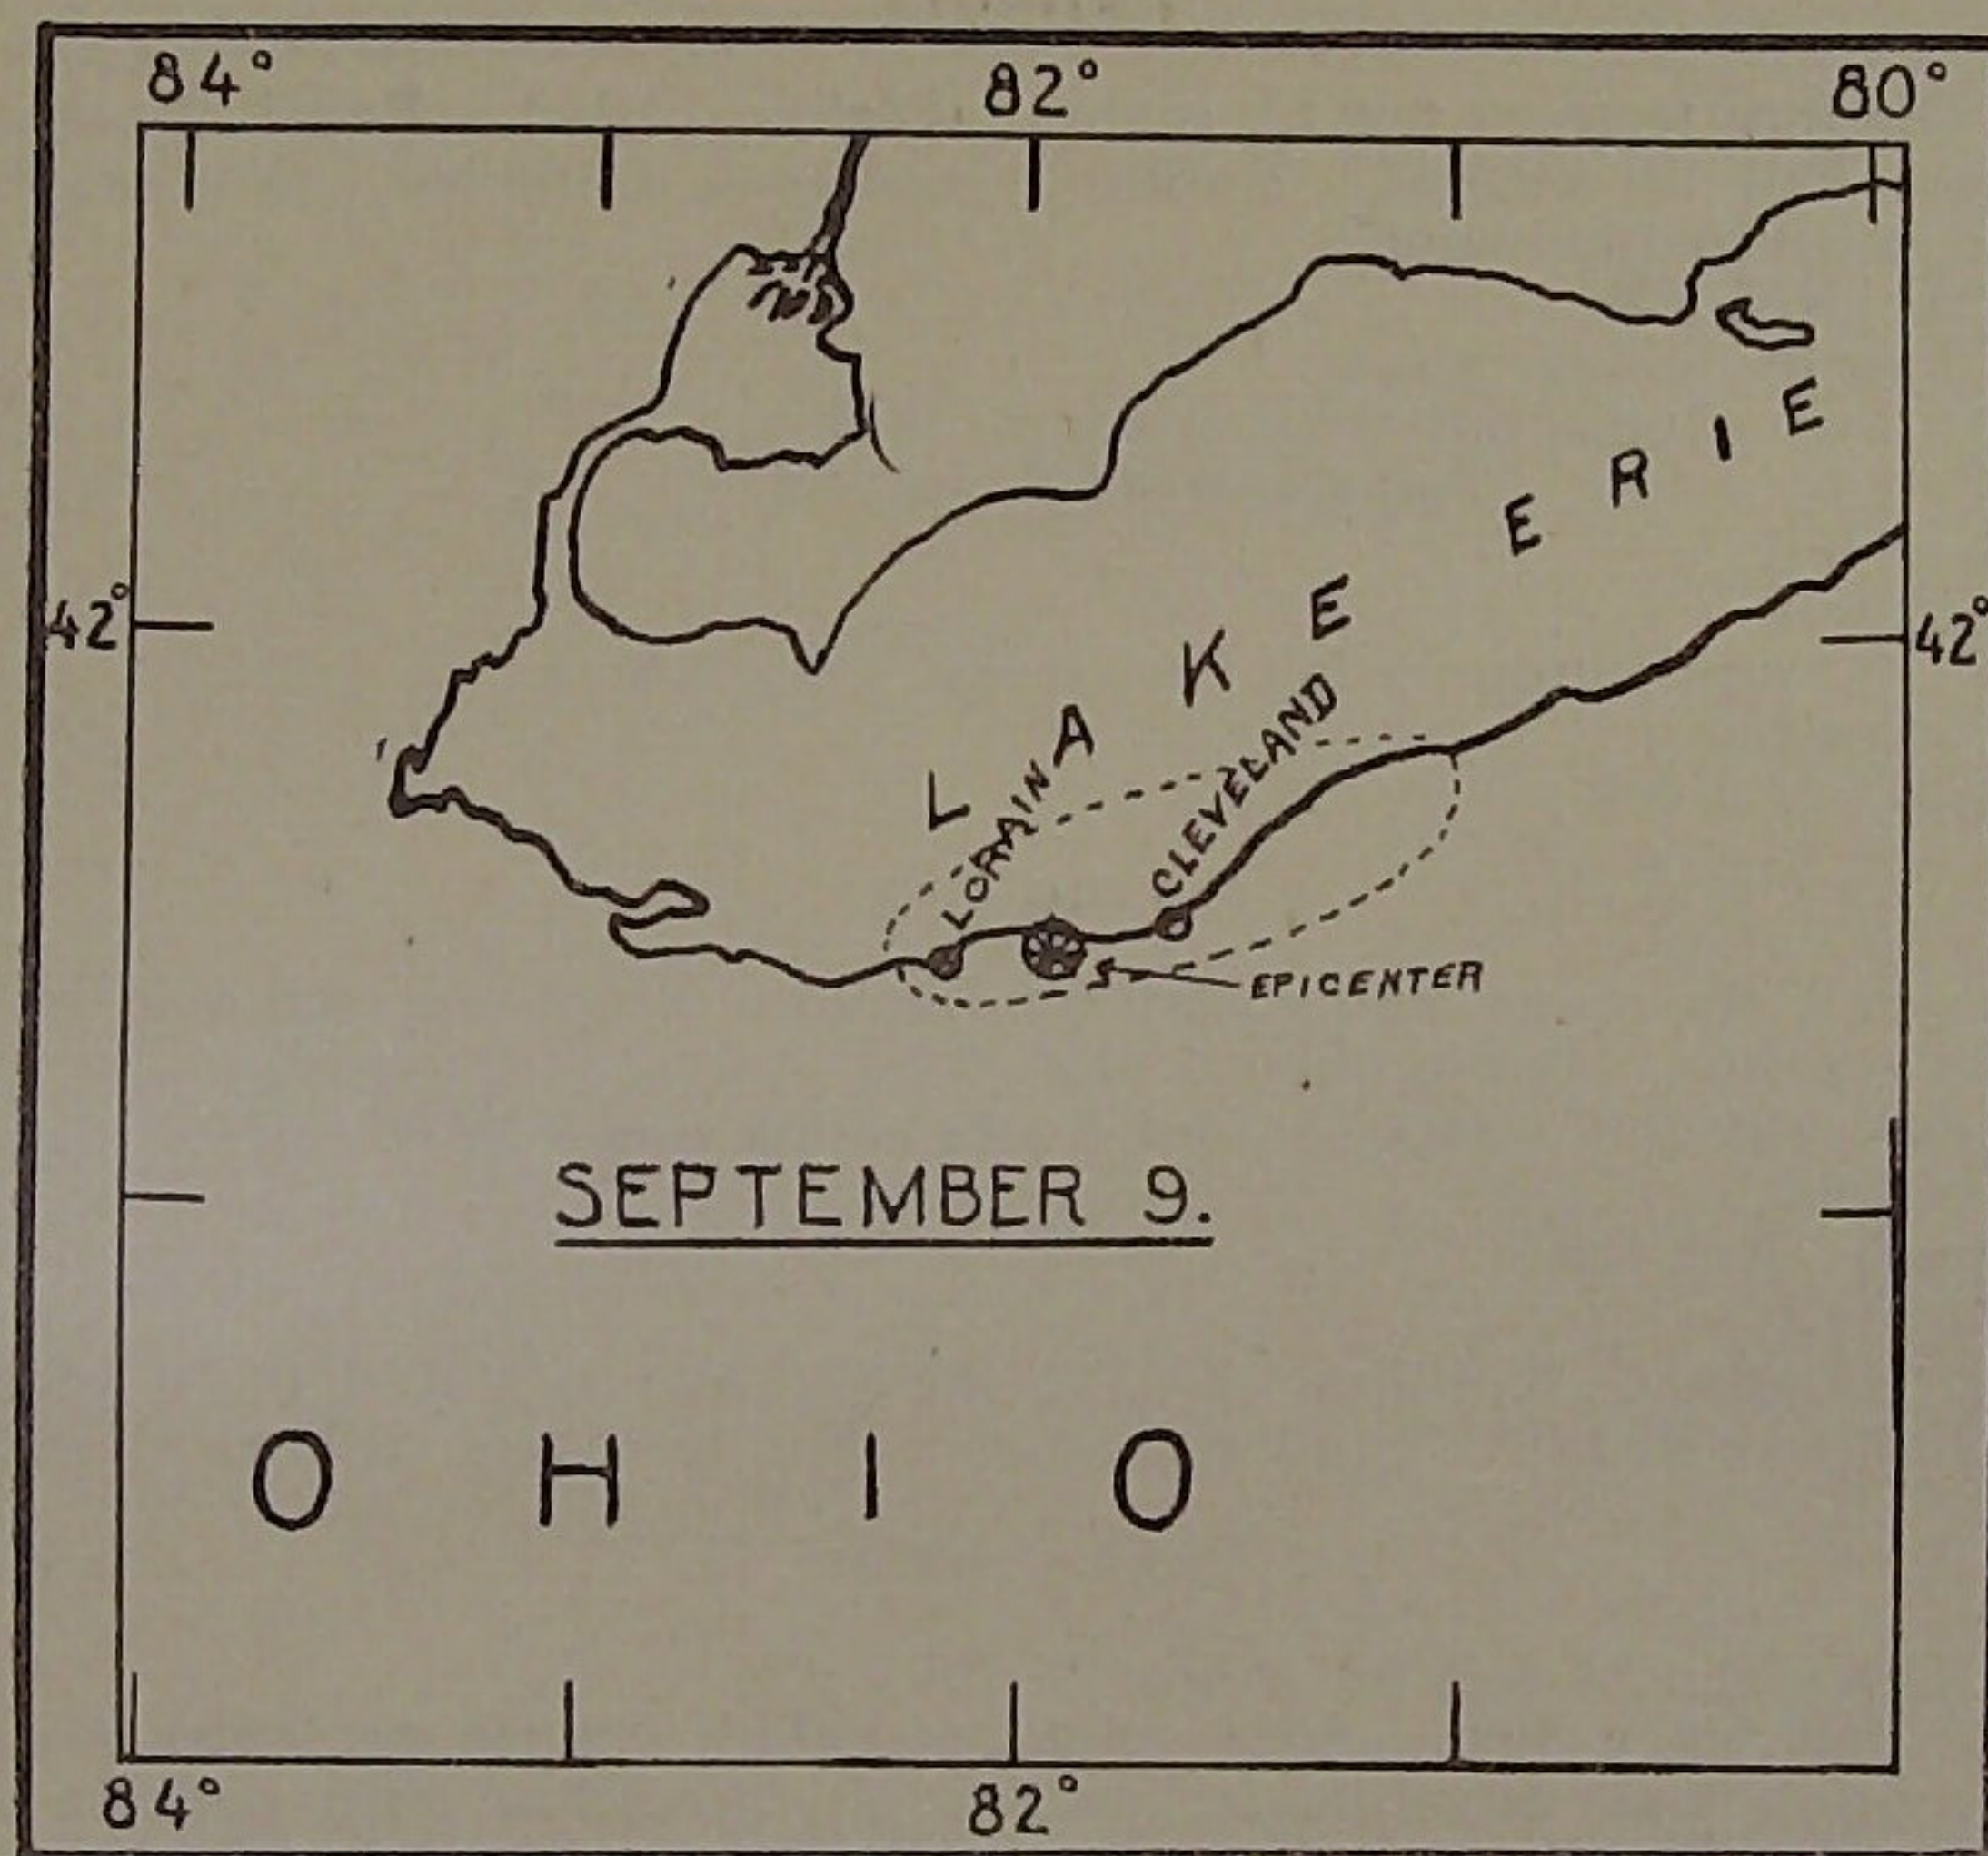 84° 82° 80°
LAKE ERIE
42° 42°
LORAIN
CLEVELAND
EPICENTER
SEPTEMBER 9.
OHIO
84° 82°